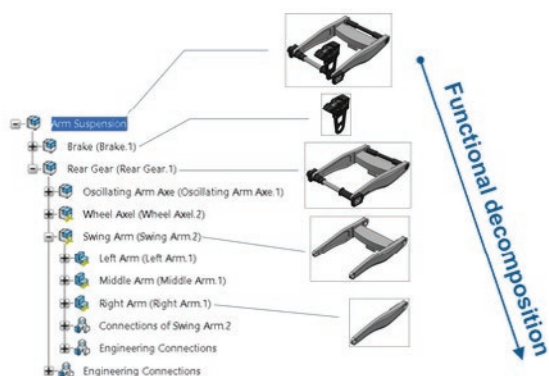 Arm Suspension
Brake (Brake.1)
Rear Gear (Rear Gear.1)
Osollating Arm Axe (Osollating Arm Axe.1)
Wheel Axel (Wheel Axel.2)
Swing Arm (Swing Arm.2)
Left Arm (Left Arm.1)
Middle Arm (Middle Arm.1)
Right Arm (Right Arm.1)
Connections of Swing Arm.2
Engineering Connections
Engineering Connections
Functional decomposition